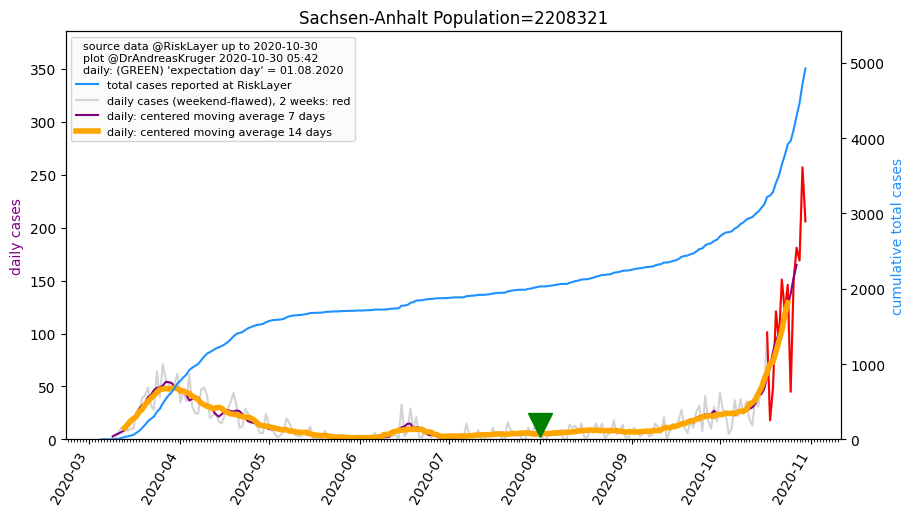 Sachsen-Anhalt Population=2208321
source data @RiskLayer up to 2020-10-30
plot @DrAndreasKruger 2020-10-30 05:42
daily: (GREEN) 'expectation day' = 01.08.2020
total cases reported at RiskLayer
daily cases (weekend-flawed), 2 weeks: red
daily: centered moving average 7 days
daily: centered moving average 14 days
daily cases
350
300
250
200
150
100
50
0
cumulative total cases
5000
4000
3000
2000
1000
0
2020-03
2020-04
2020-05
2020-06
2020-07
2020-08
2020-09
2020-10
2020-11